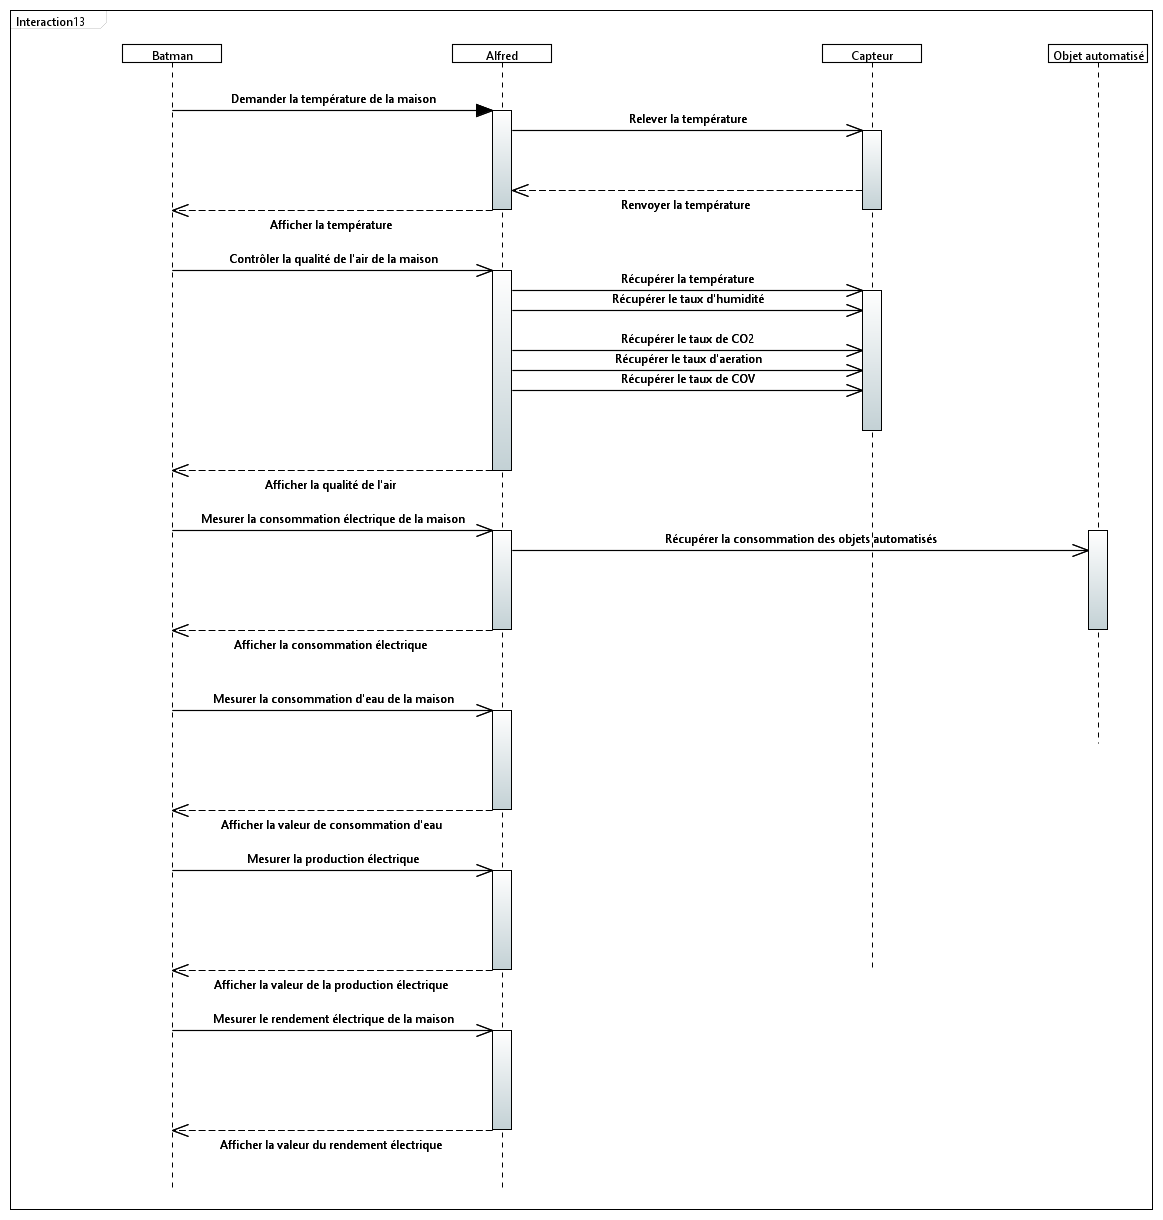 Interaction13
Batman
Alfred
Capteur
Objet automatisé
Demander la température de la maison
Relever la température
Renvoyer la température
Afficher la température
Contrôler la qualité de l'air de la maison
Récupérer la température
Récupérer le taux d'humidité
Récupérer le taux de CO2
Récupérer le taux d'aeration
Récupérer le taux de COV
Afficher la qualité de l'air
Mesurer la consommation électrique de la maison
Récupérer la consommation des objets automatisés
Afficher la consommation électrique
Mesurer la consommation d'eau de la maison
Afficher la valeur de consommation d'eau
Mesurer la production électrique
Afficher la valeur de la production électrique
Mesurer le rendement électrique de la maison
Afficher la valeur du rendement électrique